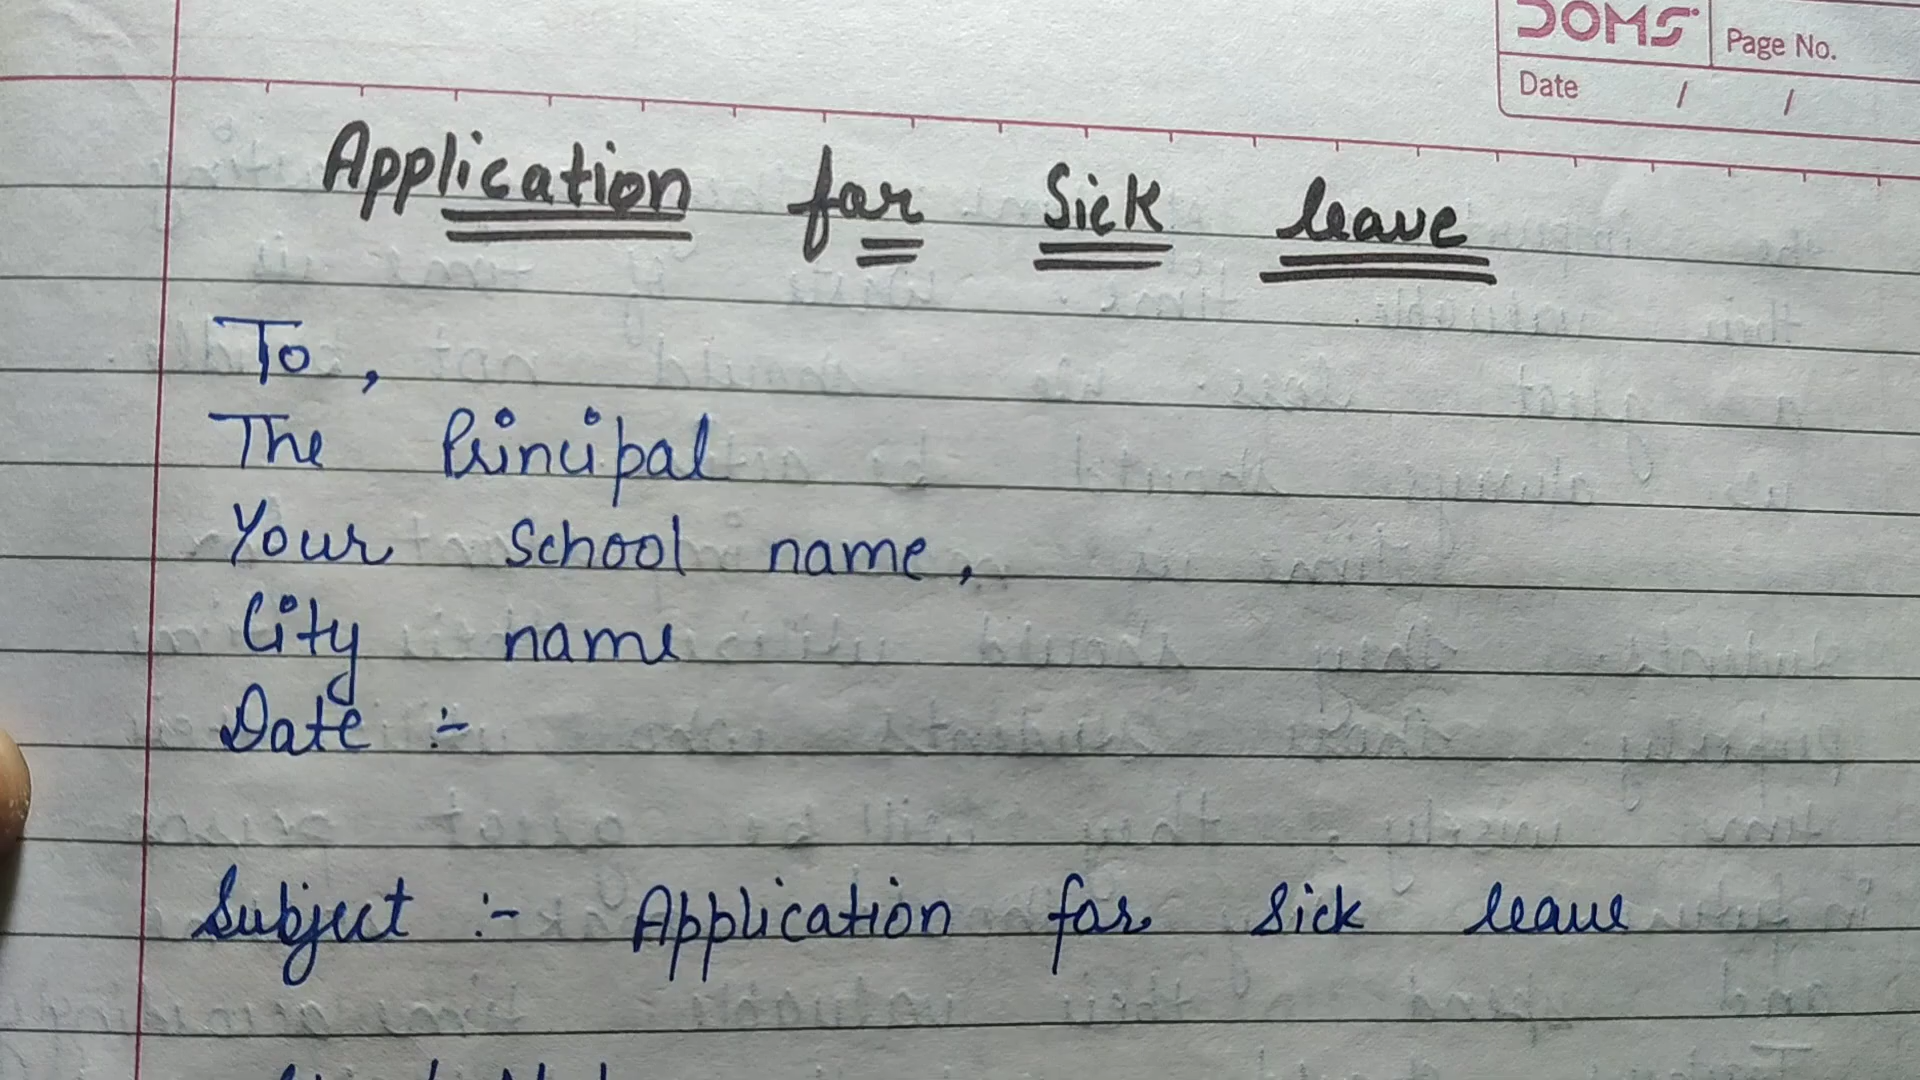 DOMS Page No.
Date / /
Application for Sick leave
To,
The Principal
Your School name,
City name
Date :-
Subject :- Application for Sick leave